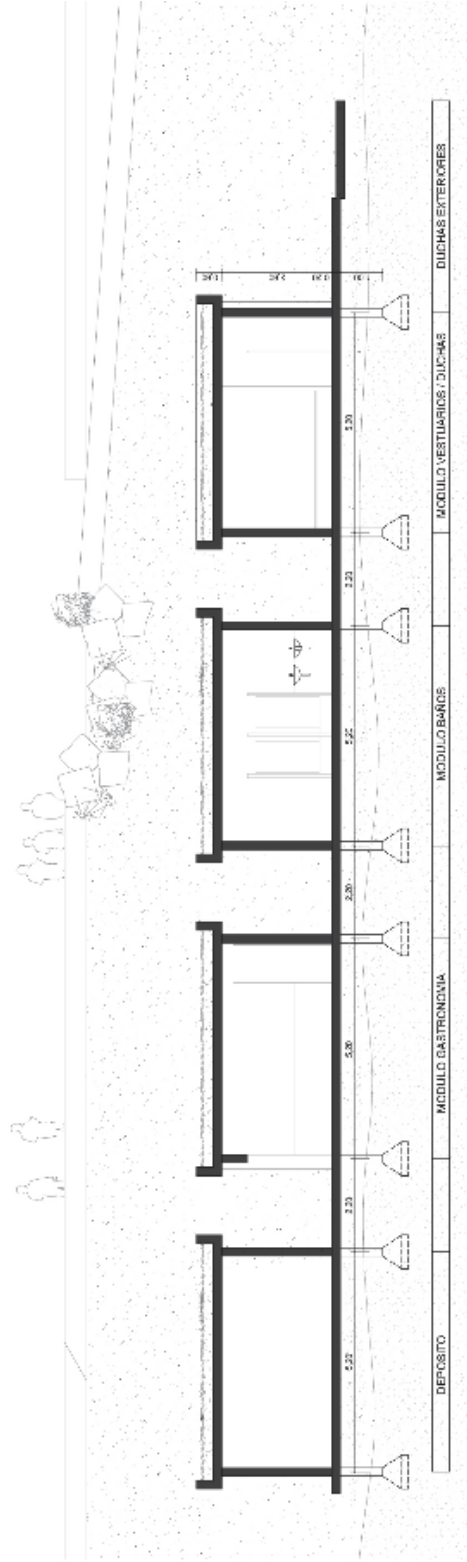 5,20 2,20 5,20 2,20 5,20 2,20 5,20
DEPOSITO MODULO GASTRONOMIA MODULO BAÑOS MODULO VESTUARIOS / DUCHAS DUCHAS EXTERIORES